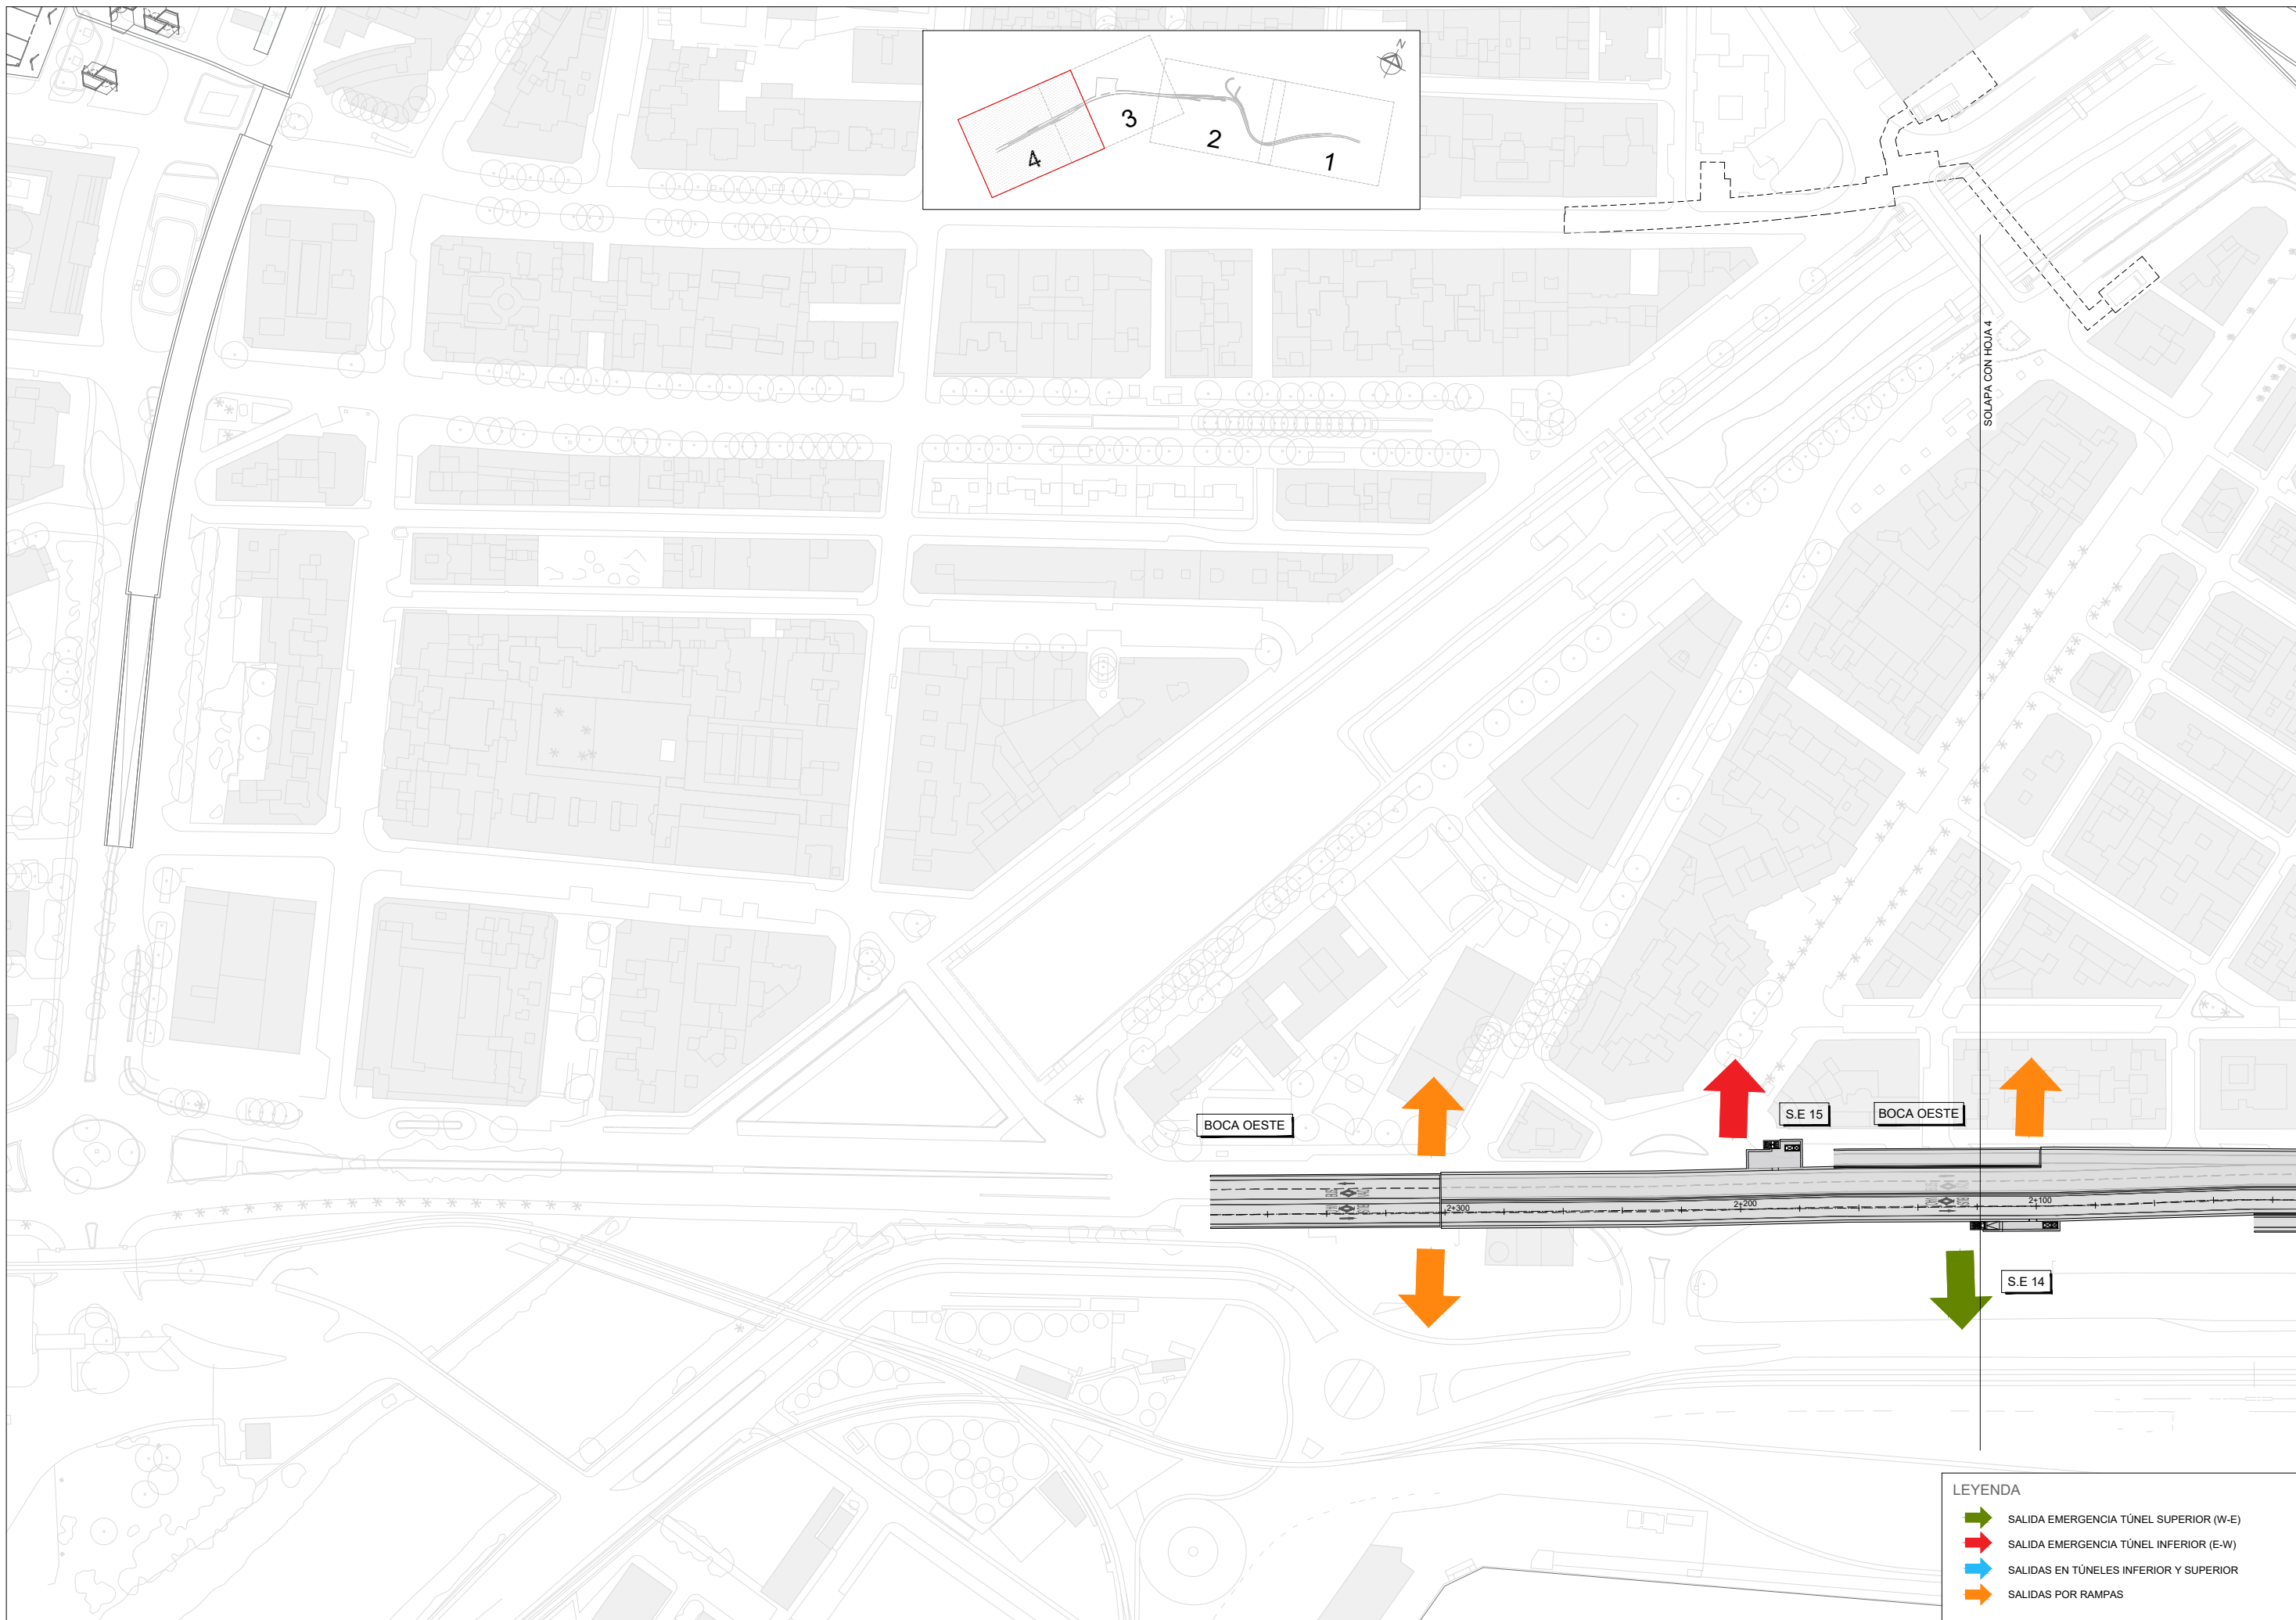 N
4
3
2
1
SOLAPA CON HOJA 4
BOCA OESTE
S.E 15
BOCA OESTE
2+300
2+200
2+100
S.E 14
LEYENDA
SALIDA EMERGENCIA TÚNEL SUPERIOR (W-E)
SALIDA EMERGENCIA TÚNEL INFERIOR (E-W)
SALIDAS EN TÚNELES INFERIOR Y SUPERIOR
SALIDAS POR RAMPAS